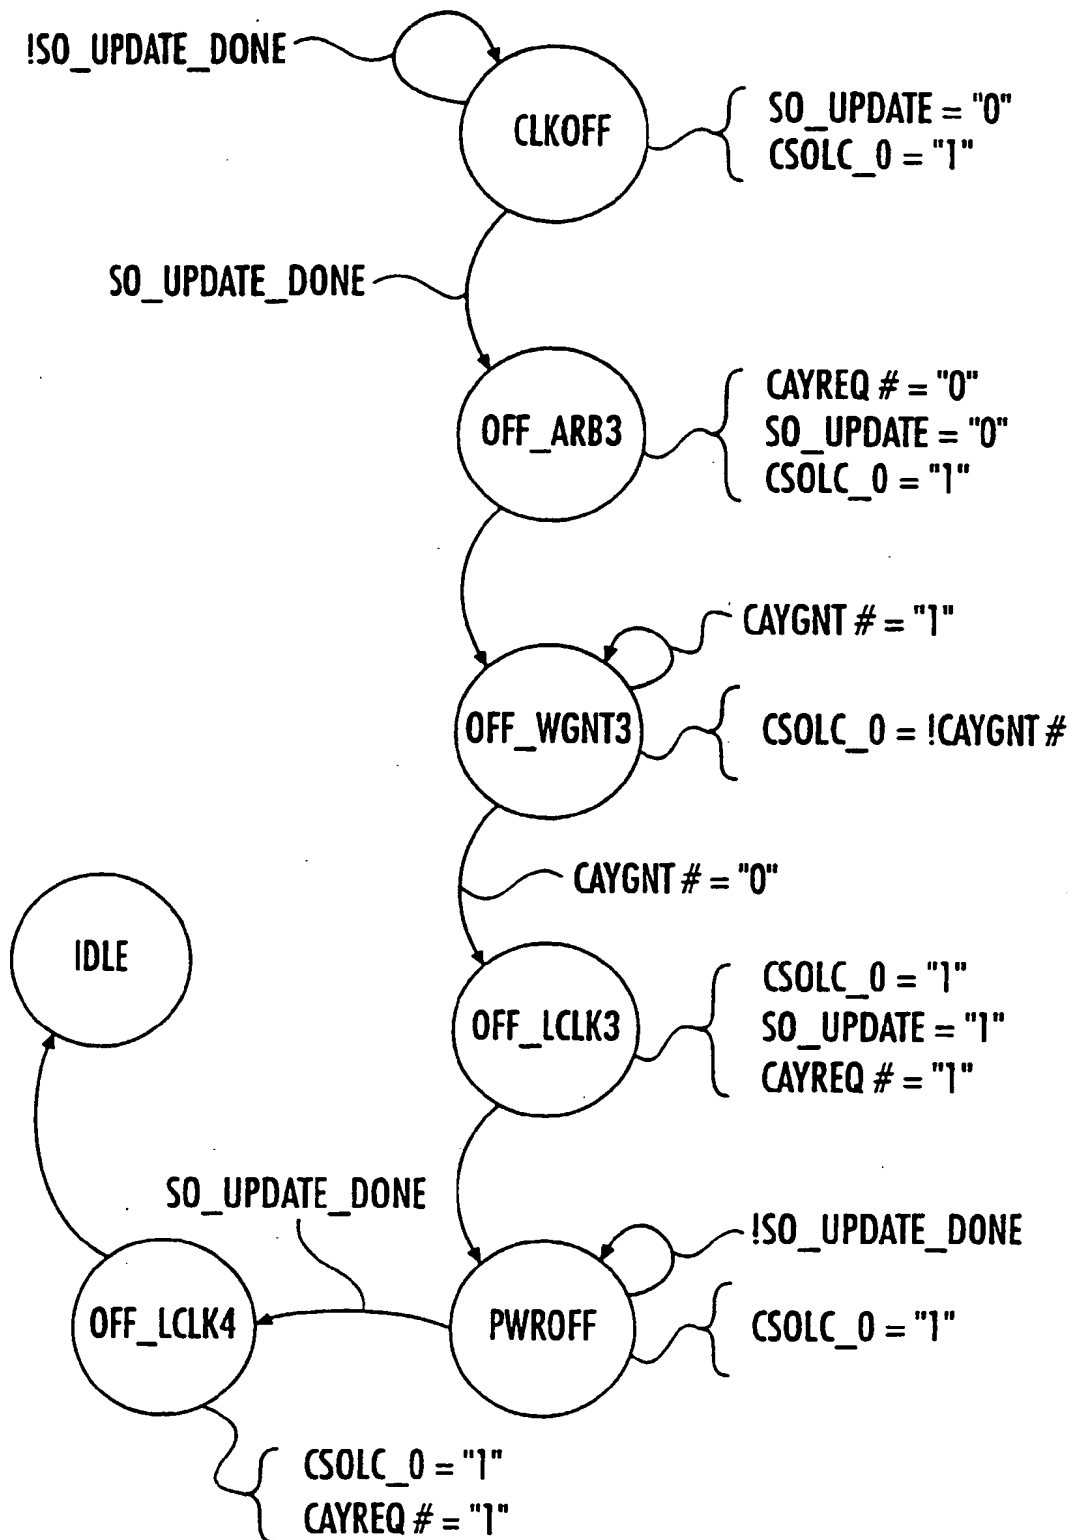 !SO_UPDATE_DONE
CLKOFF
SO_UPDATE = "0"
CSOLC_0 = "1"
SO_UPDATE_DONE
OFF_ARB3
CAYREQ # = "0"
SO_UPDATE = "0"
CSOLC_0 = "1"
CAYGNT # = "1"
OFF_WGNT3
CSOLC_0 = !CAYGNT #
CAYGNT # = "0"
IDLE
OFF_LCLK3
CSOLC_0 = "1"
SO_UPDATE = "1"
CAYREQ # = "1"
SO_UPDATE_DONE
!SO_UPDATE_DONE
OFF_LCLK4
PWROFF
CSOLC_0 = "1"
CSOLC_0 = "1"
CAYREQ # = "1"